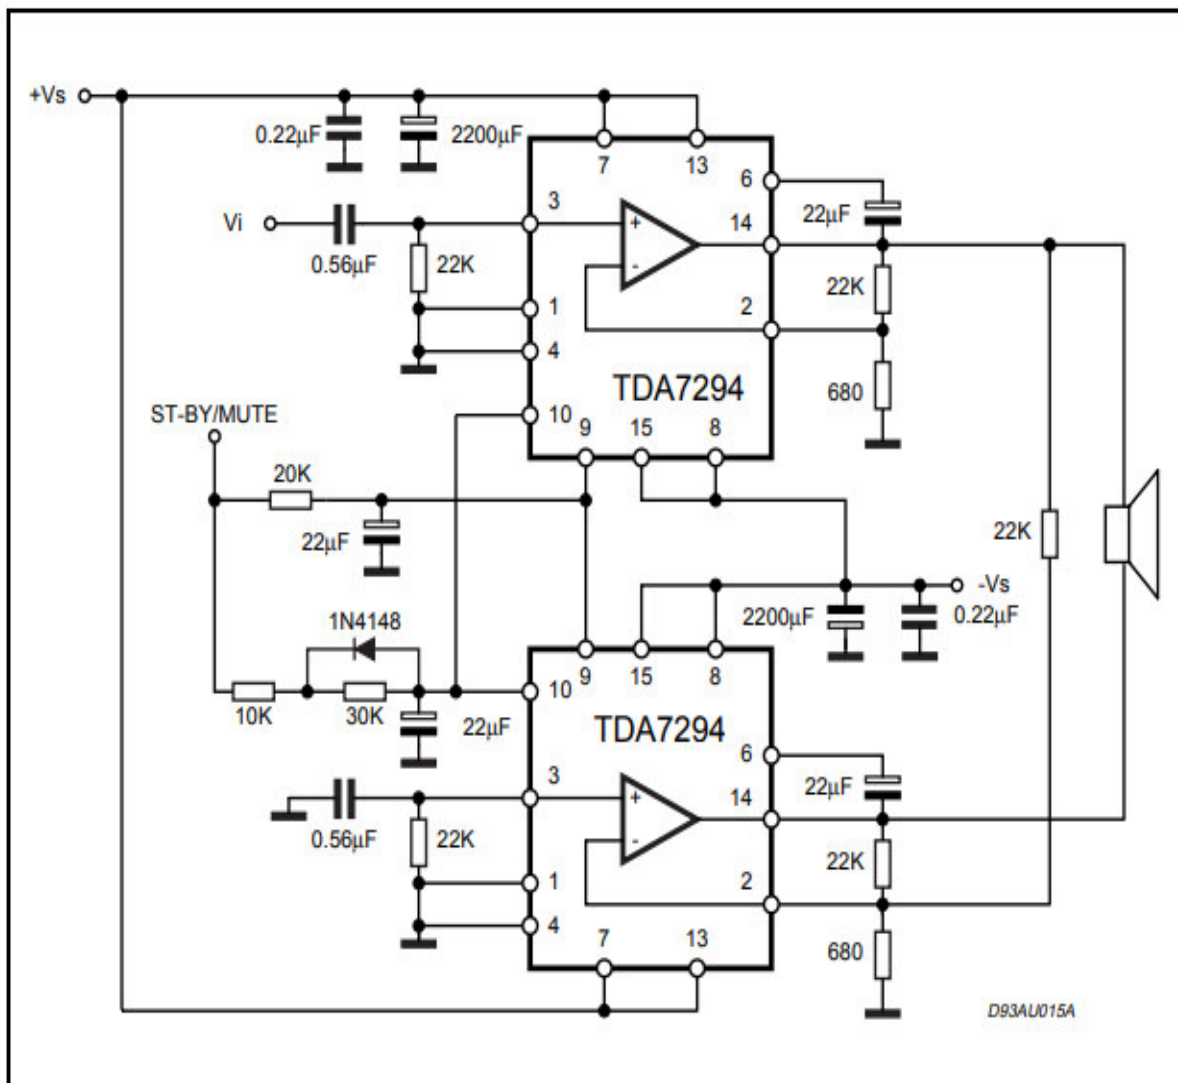 +Vs
0.22µF
2200µF
7
13
6
3
22µF
14
Vi
0.56µF
22K
+
-
22K
1
2
4
TDA7294
680
ST-BY/MUTE
10
9
15
8
20K
22µF
22K
-Vs
2200µF
0.22µF
1N4148
9
15
8
10
10K
30K
22µF
TDA7294
6
3
22µF
14
0.56µF
22K
+
-
22K
1
2
4
7
13
680
D93AU015A